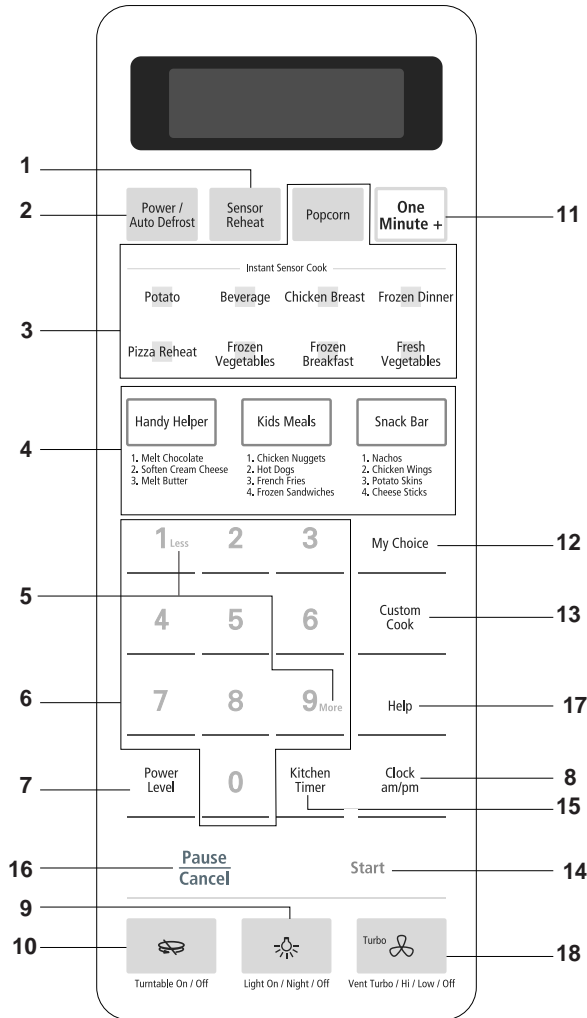 1
2
Power /
Auto Defrost
Sensor
Reheat
Popcorn
One
Minute +
11
Instant Sensor Cook
3
Potato
Beverage
Chicken Breast
Frozen Dinner
Pizza Reheat
Frozen
Vegetables
Frozen
Breakfast
Fresh
Vegetables
4
Handy Helper
1. Melt Chocolate
2. Soften Cream Cheese
3. Melt Butter
Kids Meals
1. Chicken Nuggets
2. Hot Dogs
3. French Fries
4. Frozen Sandwiches
Snack Bar
1. Nachos
2. Chicken Wings
3. Potato Skins
4. Cheese Sticks
1 Less
2
3
My Choice
12
5
4
5
6
Custom
Cook
13
6
7
8
9 More
Help
17
7
Power
Level
0
Kitchen
Timer
Clock
am/pm
8
15
16
Pause
Cancel
Start
14
9
10
Turbo
18
Turntable On / Off
Light On / Night / Off
Vent Turbo / Hi / Low / Off